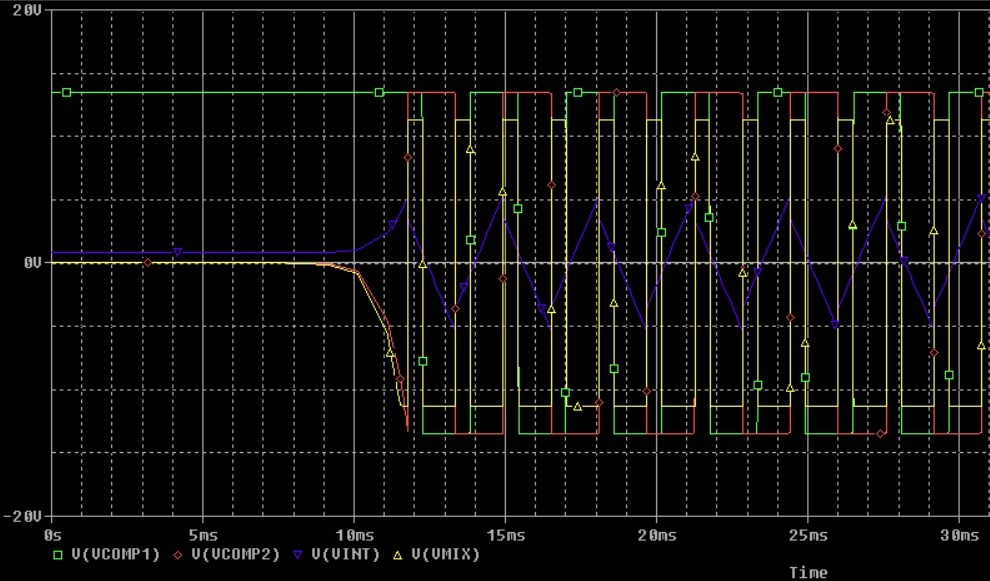 20V
0V
-20V
0s 5ms 10ms 15ms 20ms 25ms 30ms
V(VCOMP1) V(VCOMP2) V(VINT) V(VMIX)
Time